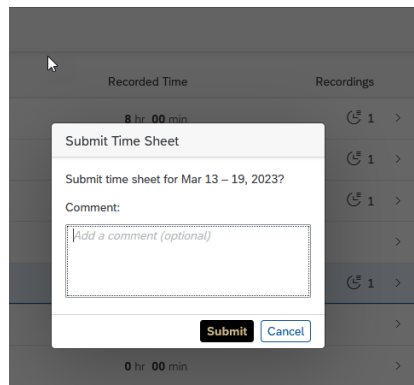 Recorded Time Recordings
8 hr 00 min 1
Submit Time Sheet
1
Submit time sheet for Mar 13 – 19, 2023?
1
Comment:
Add a comment (optional)
1
Submit Cancel
0 hr 00 min